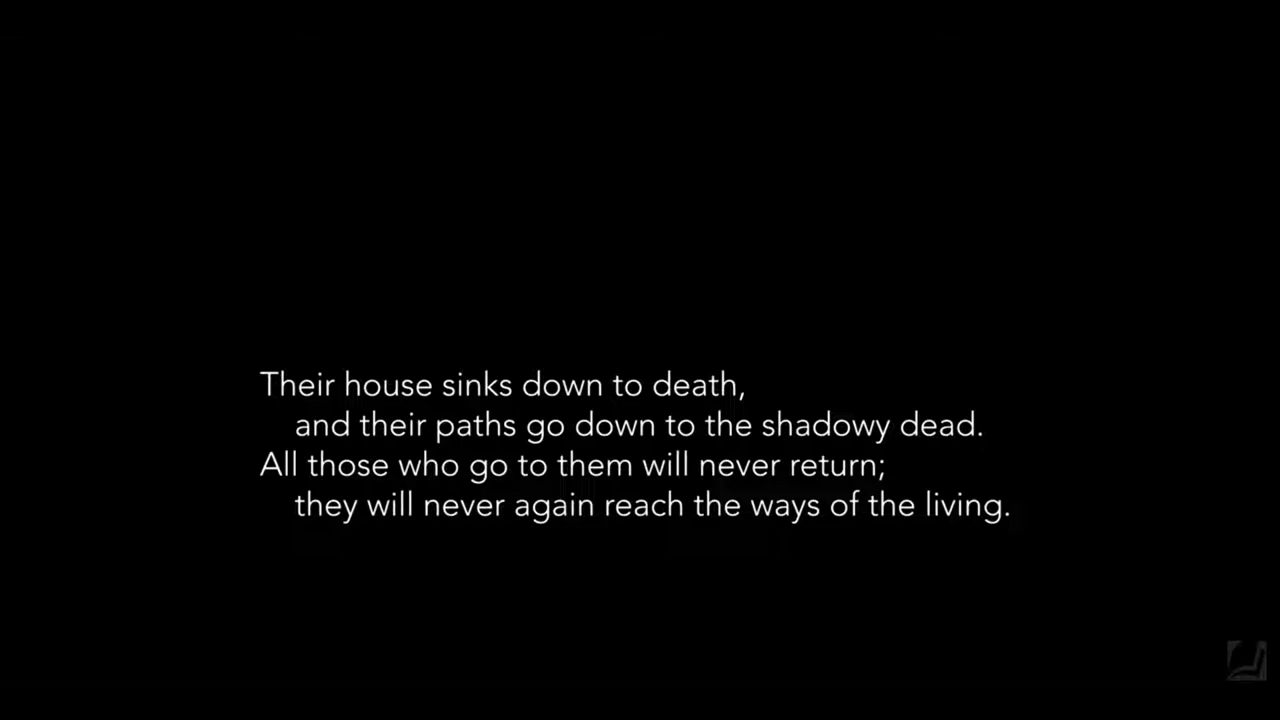 Their house sinks down to death,
and their paths go down to the shadowy dead.
All those who go to them will never return;
they will never again reach the ways of the living.